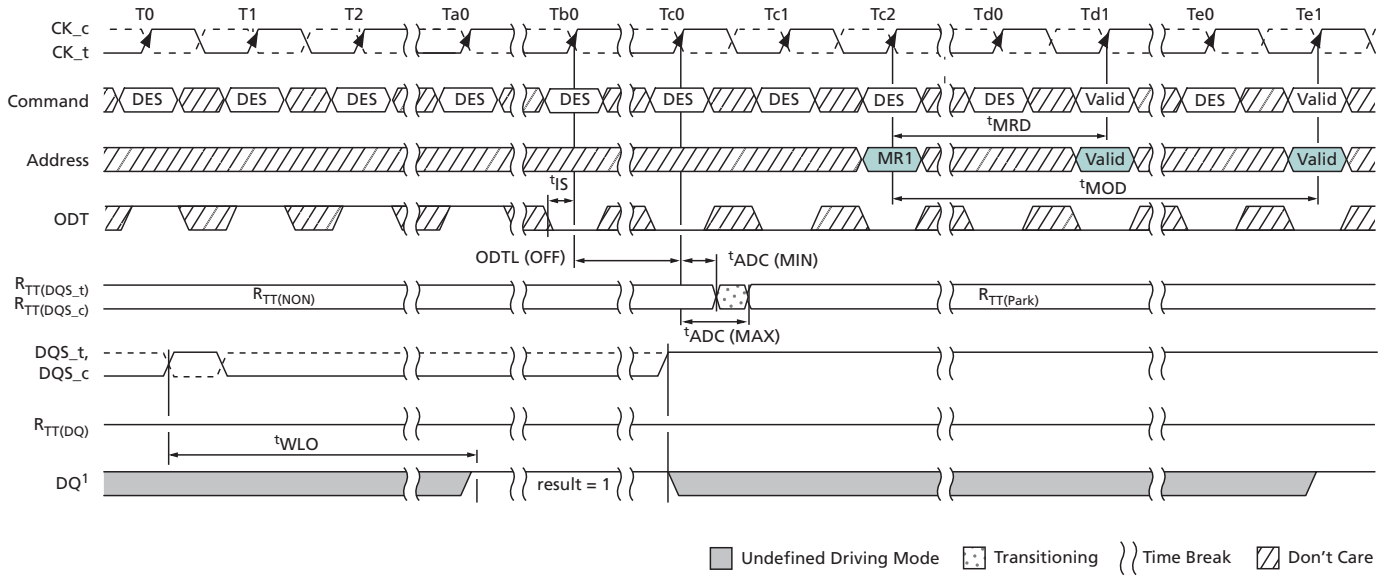 T0 T1 T2 Ta0 Tb0 Tc0 Tc1 Tc2 Td0 Td1 Te0 Te1
CK_c
CK_t
Command DES DES DES DES DES DES DES DES DES Valid DES Valid
tMRD
Address MR1 Valid Valid
tIS tMOD
ODT
ODTL (OFF) tADC (MIN)
RTT(DQS_t)
RTT(DQS_c)
RTT(NON) RTT(Park)
tADC (MAX)
DQS_t,
DQS_c
RTT(DQ)
tWLO
DQ1 result = 1
Undefined Driving Mode Transitioning Time Break Don't Care